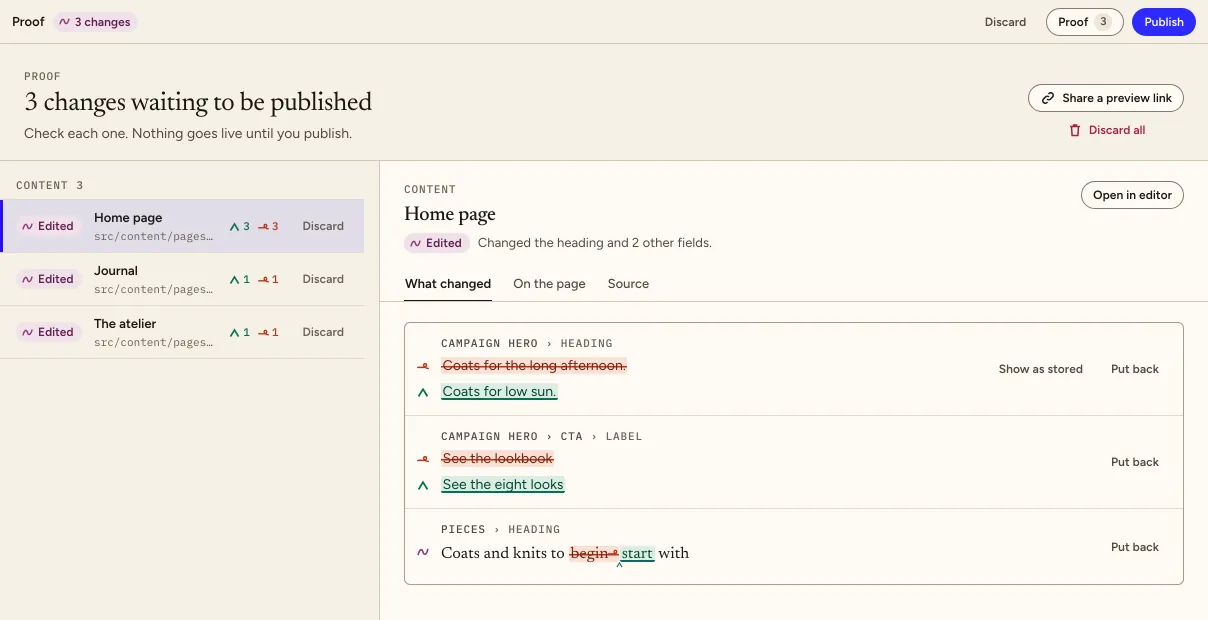 Proof 3 changes Discard Proof 3 Publish
PROOF
3 changes waiting to be published
Check each one. Nothing goes live until you publish.
Share a preview link
Discard all
CONTENT 3
Edited Home page 3 3 Discard
src/content/pages…
Edited Journal 1 1 Discard
src/content/pages…
Edited The atelier 1 1 Discard
src/content/pages…
CONTENT
Home page
Open in editor
Edited Changed the heading and 2 other fields.
What changed On the page Source
CAMPAIGN HERO › HEADING
Coats for the long afternoon.
Coats for low sun.
Show as stored Put back
CAMPAIGN HERO › CTA › LABEL
See the lookbook
See the eight looks
Put back
PIECES › HEADING
Coats and knits to begin start with
Put back